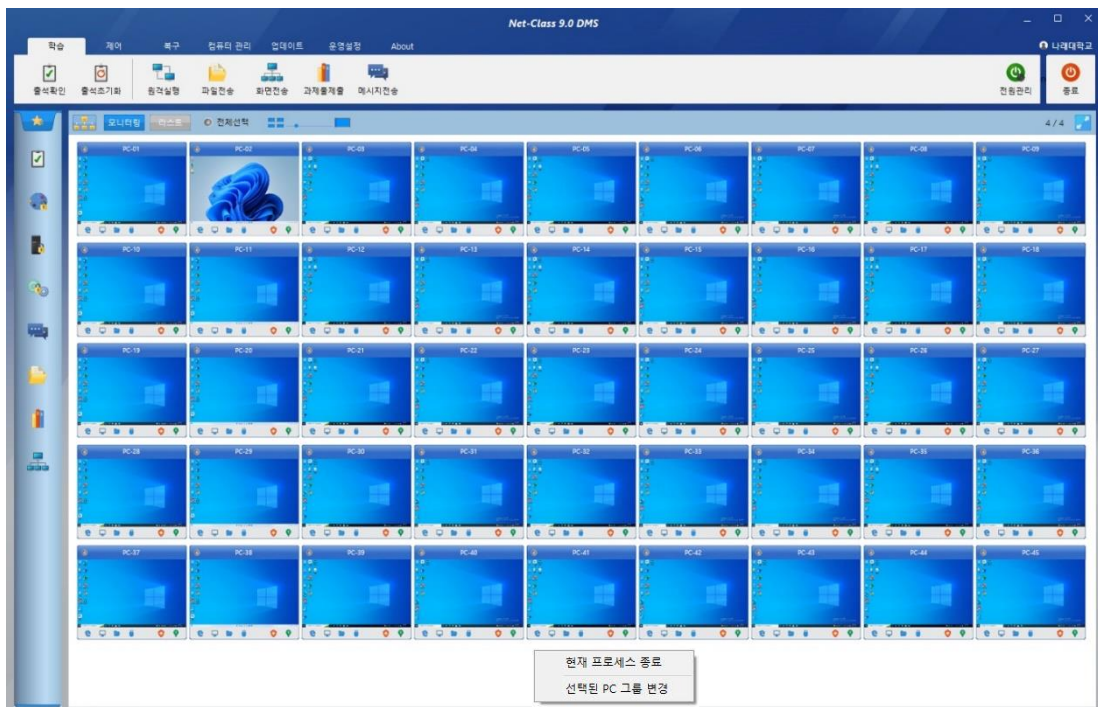 Net-Class 9.0 DMS
학습 제어 복구 컴퓨터 관리 업데이트 운영설정 About 나래대학교
출석확인 출석초기화 원격실행 파일전송 화면전송 과제물제출 메시지전송 전원관리 종료
모니터링 리스트 전체선택 4 / 4
PC-01 PC-02 PC-03 PC-04 PC-05 PC-06 PC-07 PC-08 PC-09
PC-10 PC-11 PC-12 PC-13 PC-14 PC-15 PC-16 PC-17 PC-18
PC-19 PC-20 PC-21 PC-22 PC-23 PC-24 PC-25 PC-26 PC-27
PC-28 PC-29 PC-30 PC-31 PC-32 PC-33 PC-34 PC-35 PC-36
PC-37 PC-38 PC-39 PC-40 PC-41 PC-42 PC-43 PC-44 PC-45
현재 프로세스 종료
선택된 PC 그룹 변경